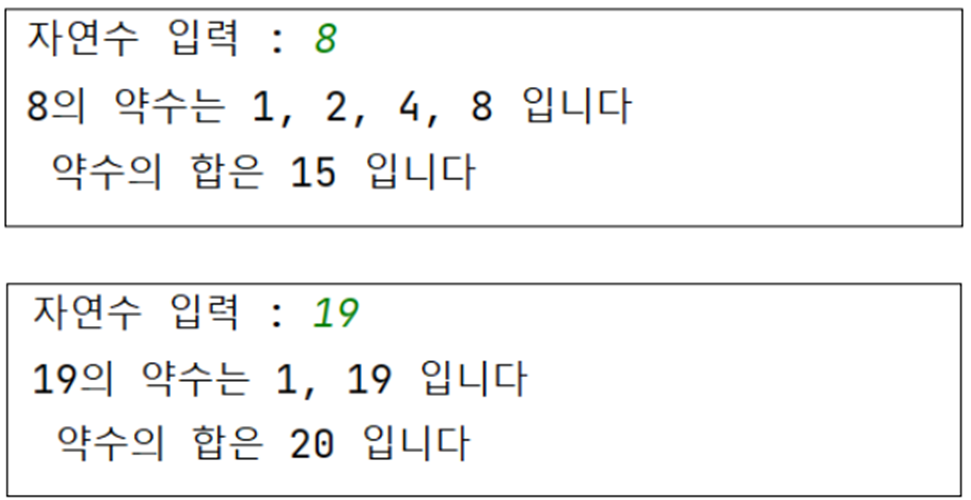 자연수 입력 : 8
8의 약수는 1, 2, 4, 8 입니다
약수의 합은 15 입니다
자연수 입력 : 19
19의 약수는 1, 19 입니다
약수의 합은 20 입니다